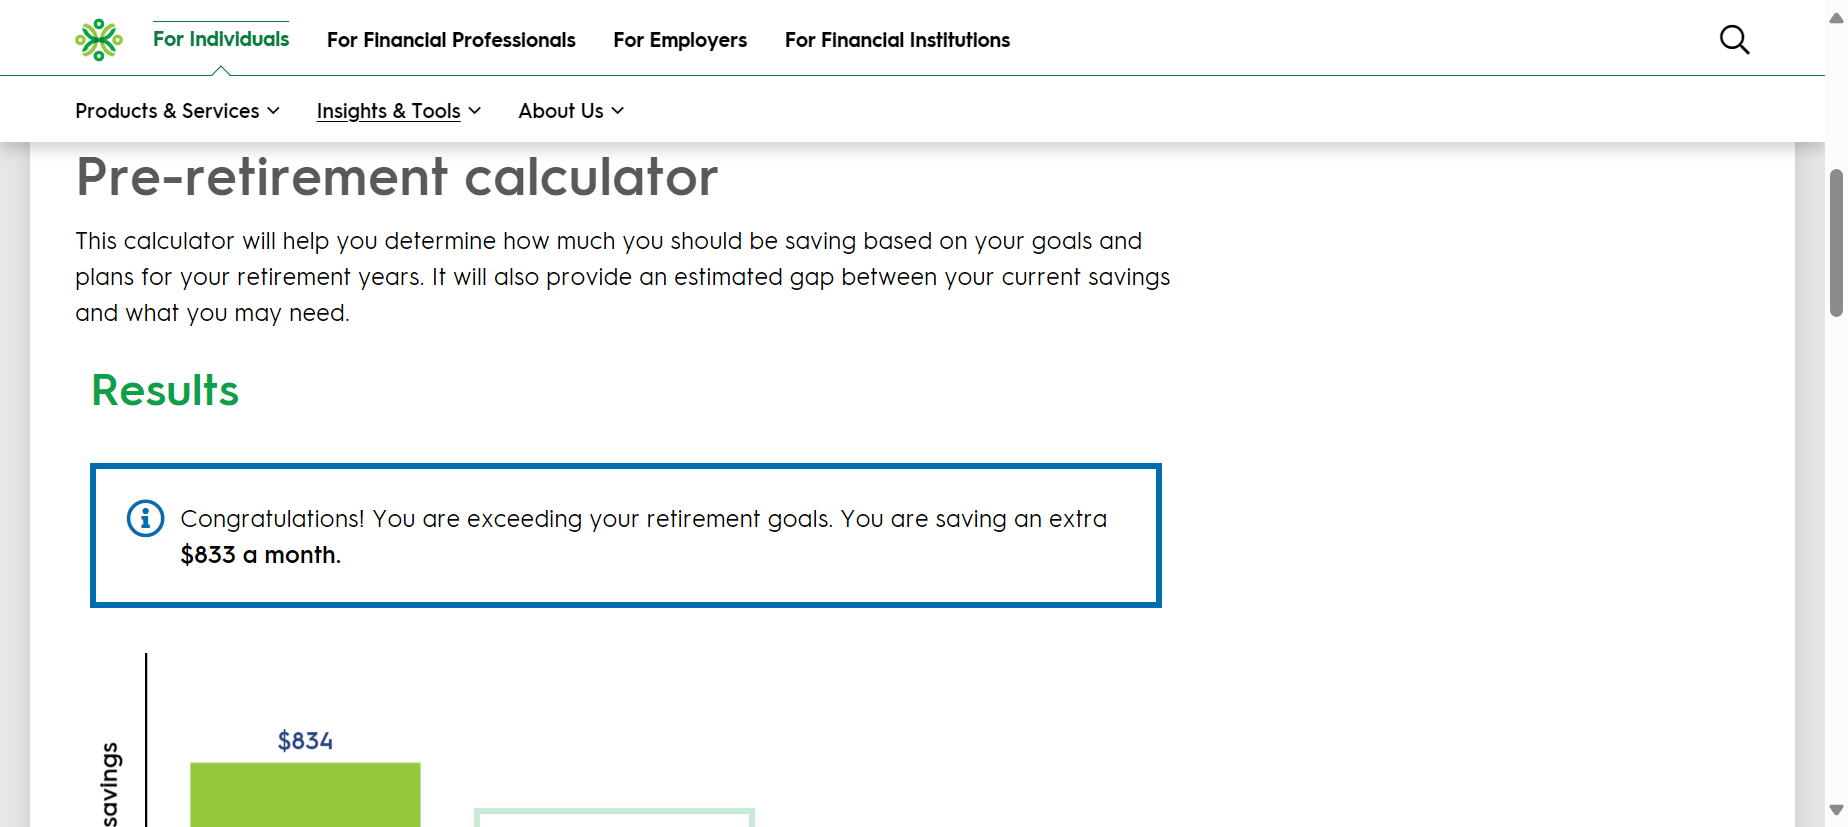 For Individuals For Financial Professionals For Employers For Financial Institutions
Products & Services Insights & Tools About Us
Pre-retirement calculator
This calculator will help you determine how much you should be saving based on your goals and
plans for your retirement years. It will also provide an estimated gap between your current savings
and what you may need.
Results
Congratulations! You are exceeding your retirement goals. You are saving an extra
$833 a month.
$834
savings